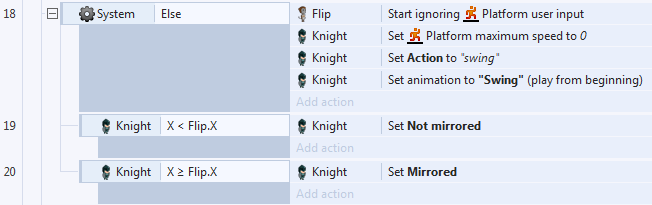 18 System Else Flip Start ignoring Platform user input
Knight Set Platform maximum speed to 0
Knight Set Action to "swing"
Knight Set animation to "Swing" (play from beginning)
Add action
19 Knight X < Flip.X Knight Set Not mirrored
Add action
20 Knight X ≥ Flip.X Knight Set Mirrored
Add action